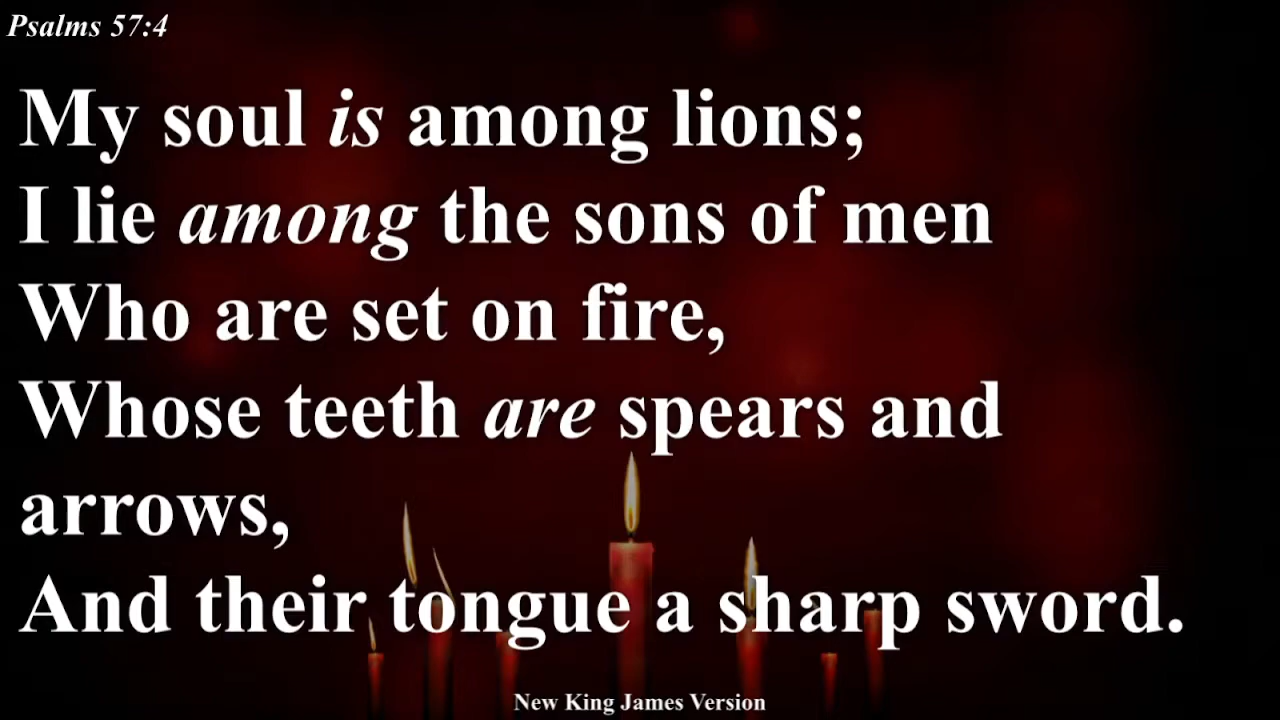 Psalms 57:4
My soul is among lions;
I lie among the sons of men
Who are set on fire,
Whose teeth are spears and
arrows,
And their tongue a sharp sword.
New King James Version